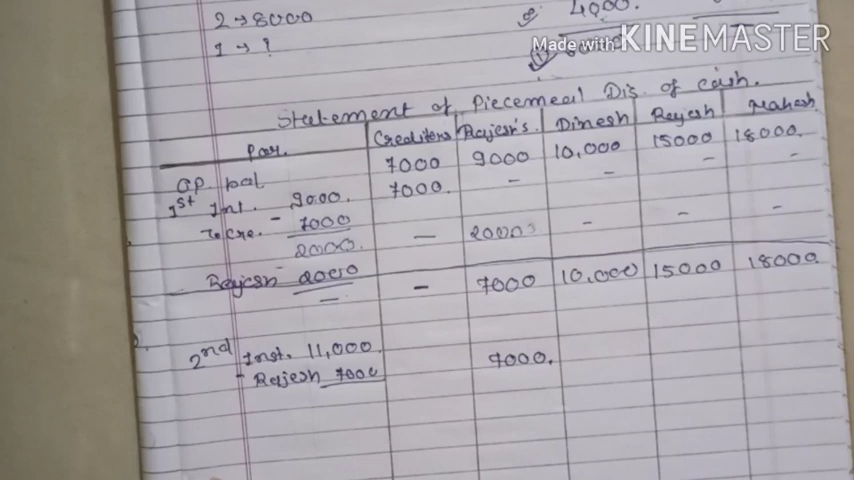 2 → 8000
1 → ?
4000.
Made with KINEMASTER
Statement of Piecemeal Dis. of cash.
Par. Crediters Rajesh's. Dinesh Rajesh Mahesh
op. bal 7000 9000 10,000 15000 18000.
1st Int. 9000. 7000. - - - -
To cre. - 7000
2000. — 2000 - - -
Rajesh 2000
— - 7000 10,000 15000 18000.
2nd Inst. 11,000. 7000.
- Rajesh 7000